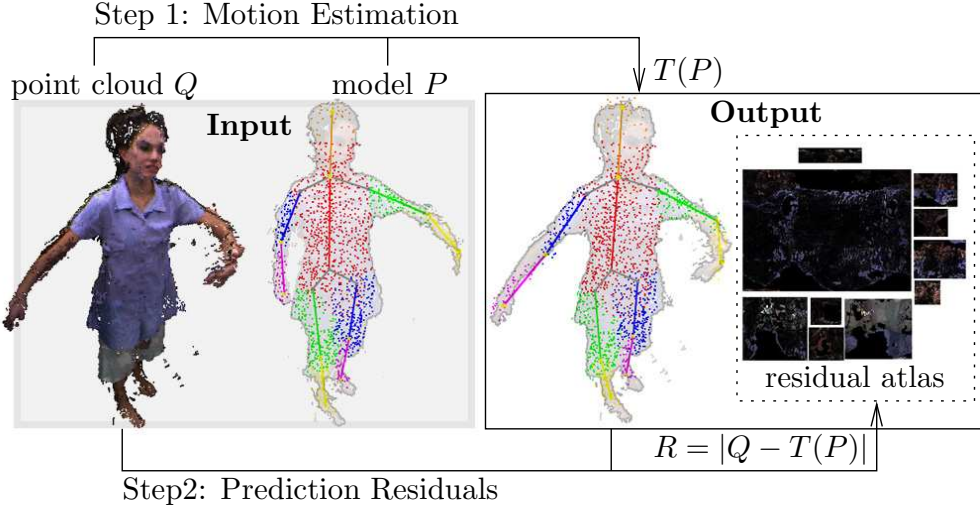 Step 1: Motion Estimation
point cloud Q
model P
T(P)
Input
Output
residual atlas
R = |Q − T(P)|
Step2: Prediction Residuals